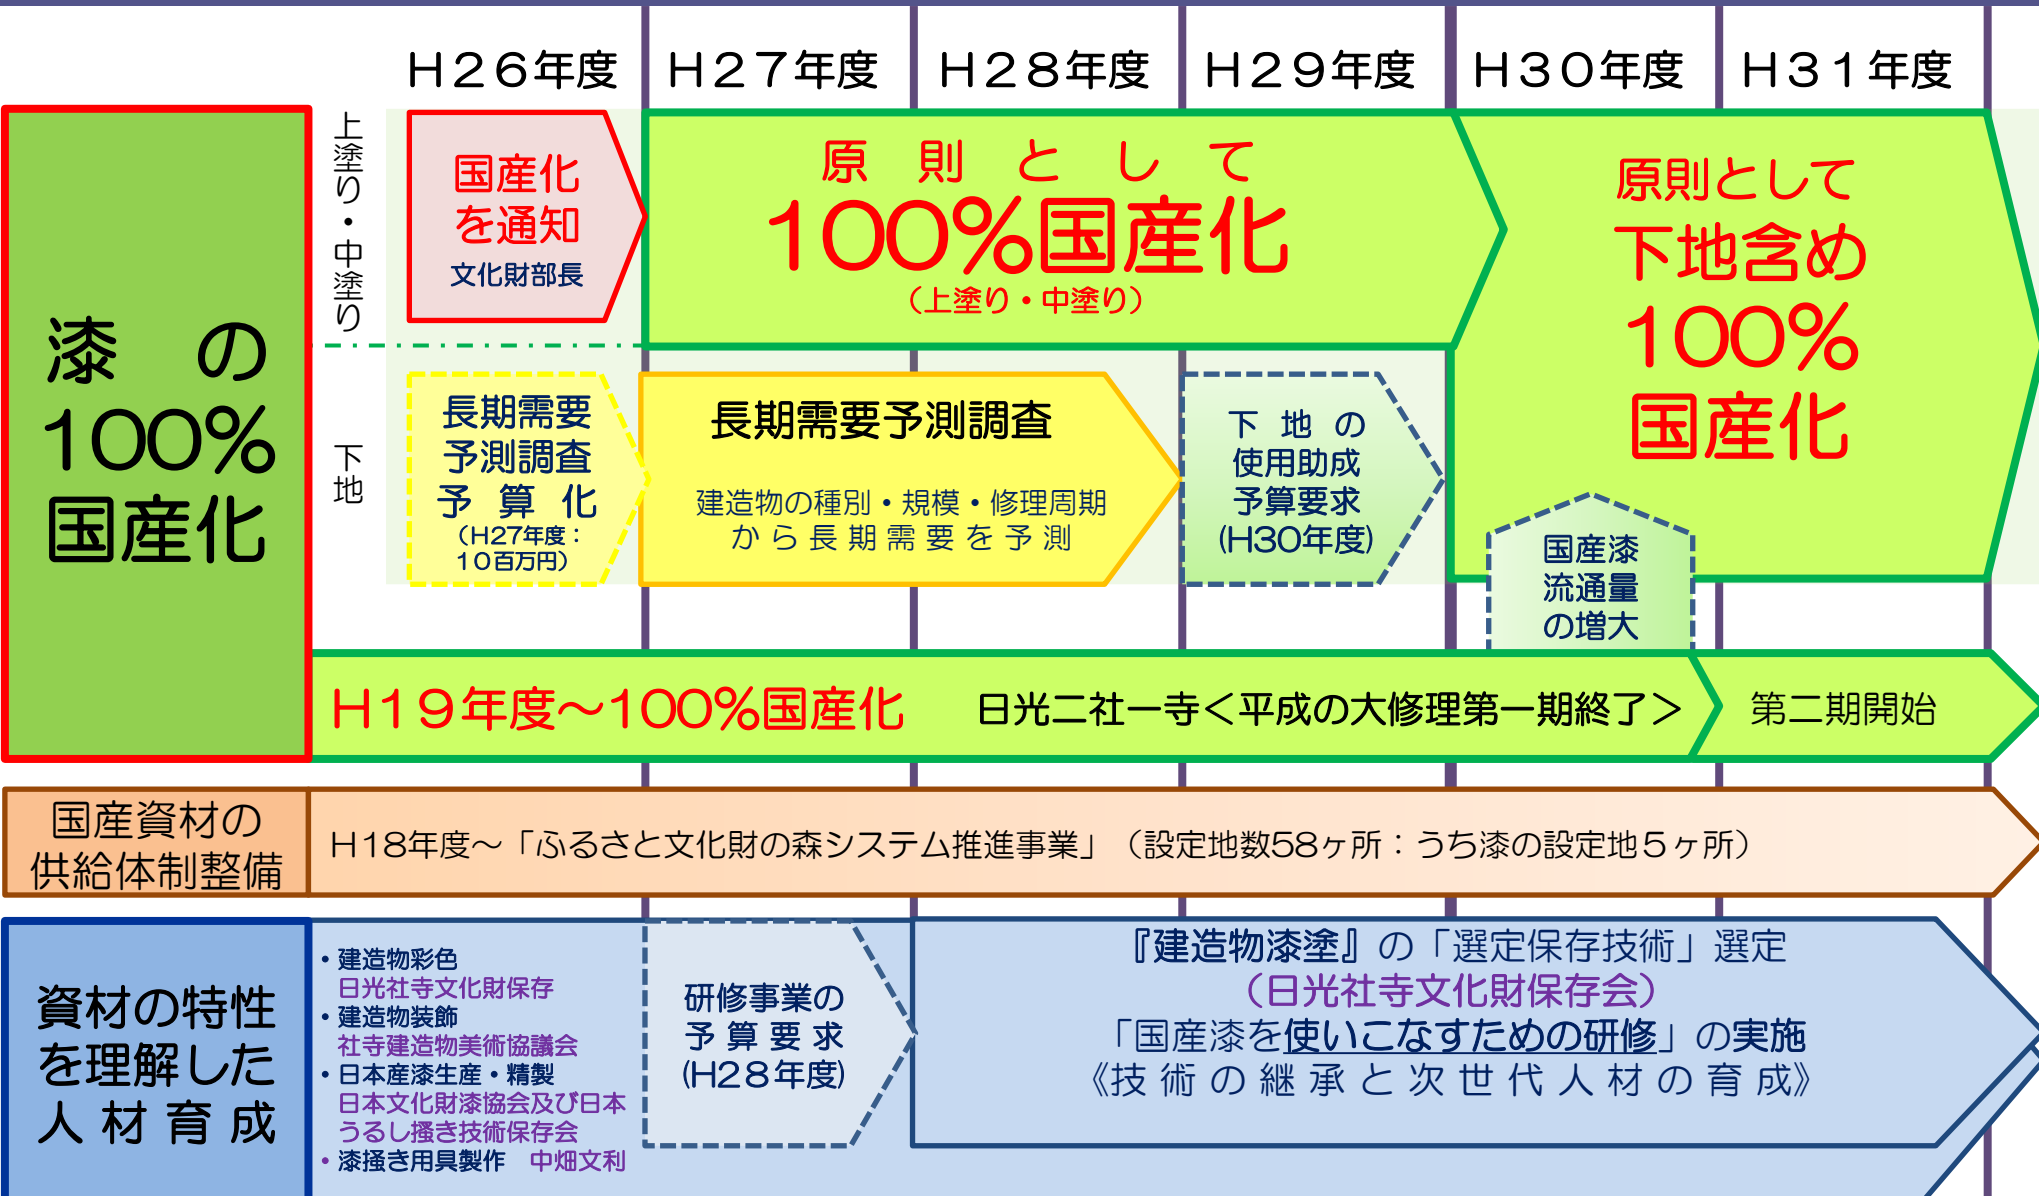 H26年度 H27年度 H28年度 H29年度 H30年度 H31年度
漆の
100%
国産化
上塗り・中塗り
国産化
を通知
文化財部長
原則として
100%国産化
（上塗り・中塗り）
原則として
下地含め
100%
国産化
下地
長期需要
予測調査
予算化
（H27年度：
10百万円）
長期需要予測調査
建造物の種別・規模・修理周期
から長期需要を予測
下地の
使用助成
予算要求
(H30年度)
国産漆
流通量
の増大
H19年度～100%国産化 日光二社一寺＜平成の大修理第一期終了＞ 第二期開始
国産資材の
供給体制整備
H18年度～「ふるさと文化財の森システム推進事業」（設定地数58ヶ所：うち漆の設定地5ヶ所）
資材の特性
を理解した
人材育成
・建造物彩色
日光社寺文化財保存
・建造物装飾
社寺建造物美術協議会
・日本産漆生産・精製
日本文化財漆協会及び日本
うるし掻き技術保存会
・漆掻き用具製作 中畑文利
研修事業の
予算要求
(H28年度)
『建造物漆塗』の「選定保存技術」選定
（日光社寺文化財保存会）
「国産漆を使いこなすための研修」の実施
《技術の継承と次世代人材の育成》